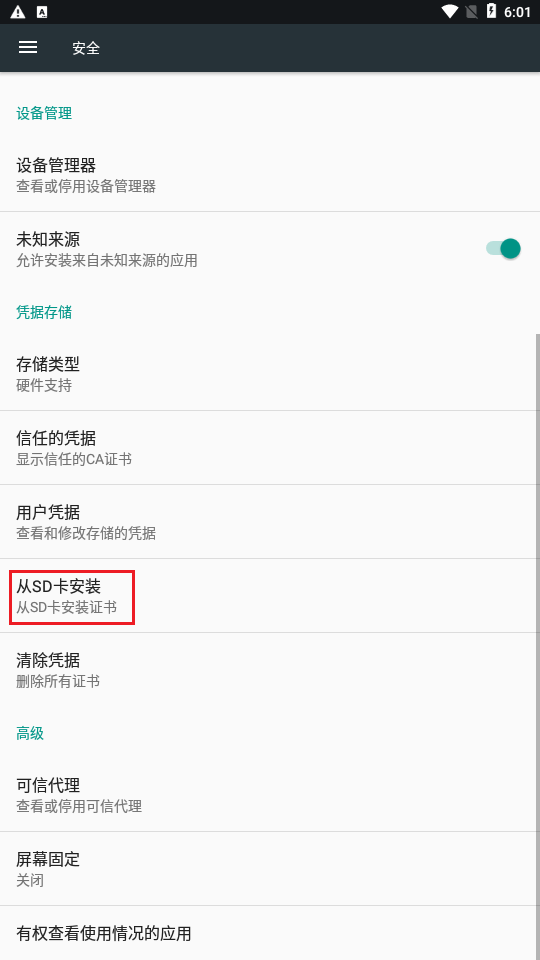 6:01
安全
设备管理
设备管理器
查看或停用设备管理器
未知来源
允许安装来自未知来源的应用
凭据存储
存储类型
硬件支持
信任的凭据
显示信任的CA证书
用户凭据
查看和修改存储的凭据
从SD卡安装
从SD卡安装证书
清除凭据
删除所有证书
高级
可信代理
查看或停用可信代理
屏幕固定
关闭
有权查看使用情况的应用